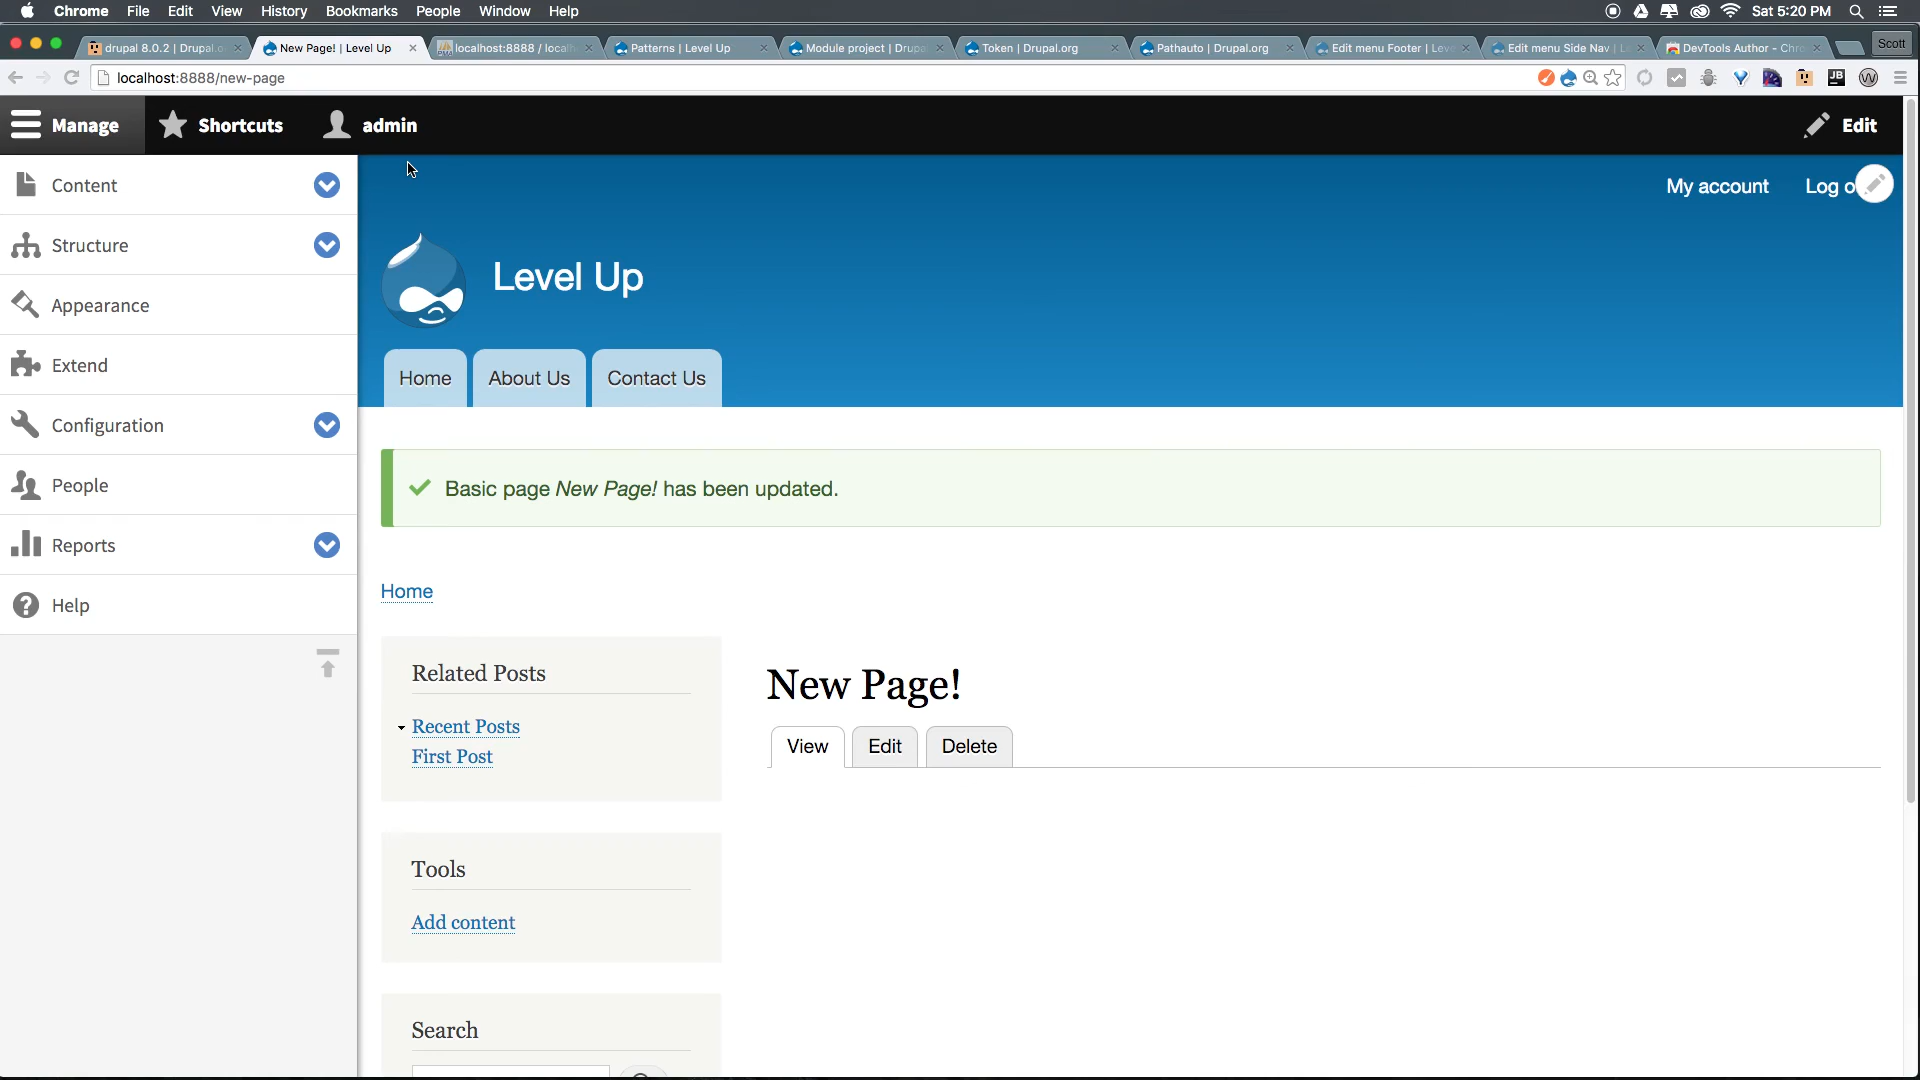 Chrome File Edit View History Bookmarks People Window Help Sat 5:20 PM
drupal 8.0.2 | Drupal.o New Page! | Level Up localhost:8888 / localh Patterns | Level Up Module project | Drupa Token | Drupal.org Pathauto | Drupal.org Edit menu Footer | Leve Edit menu Side Nav | L DevTools Author - Chro Scott
localhost:8888/new-page JB W
Manage Shortcuts admin Edit
Content
Structure
Appearance
Extend
Configuration
People
Reports
Help
My account Log o
Level Up
Home About Us Contact Us
Basic page New Page! has been updated.
Home
Related Posts
Recent Posts
First Post
Tools
Add content
Search
New Page!
View Edit Delete